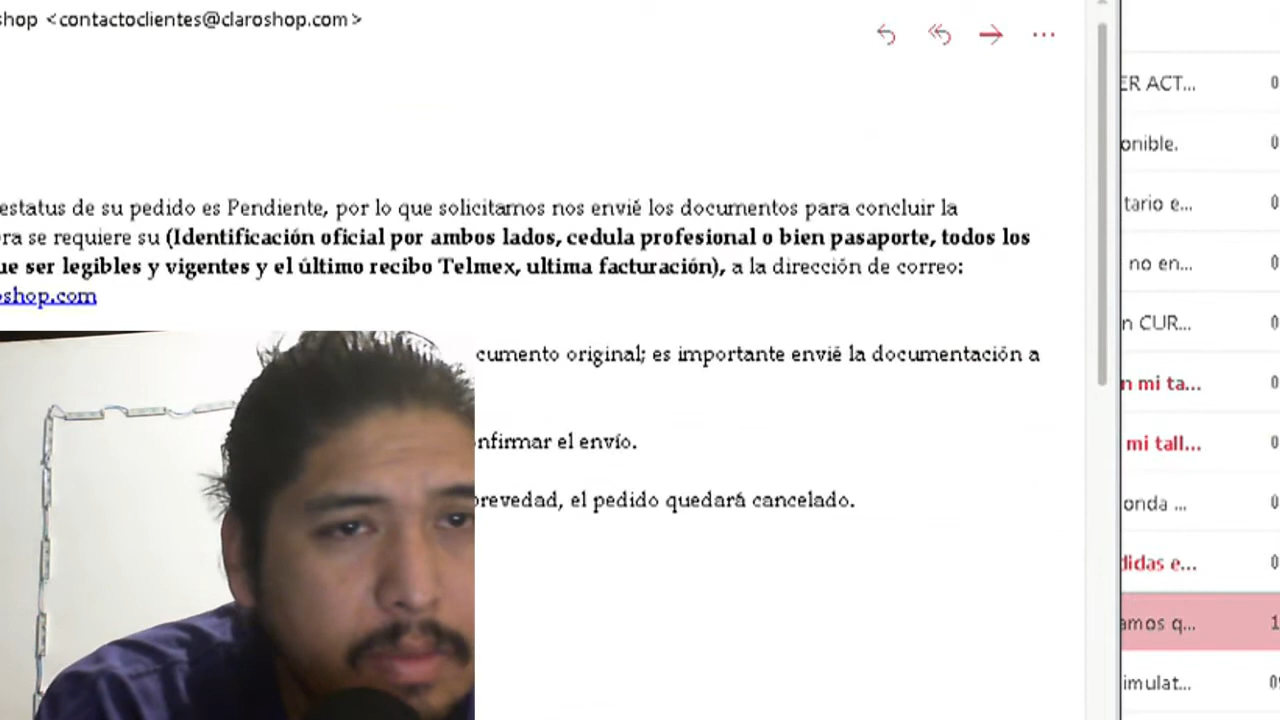 shop <contactoclientes@claroshop.com>
estatus de su pedido es Pendiente, por lo que solicitamos nos envié los documentos para concluir la
ra se requiere su (Identificación oficial por ambos lados, cedula profesional o bien pasaporte, todos los
ue ser legibles y vigentes y el último recibo Telmex, ultima facturación), a la dirección de correo:
oshop.com
cumento original; es importante envié la documentación a
nfirmar el envío.
brevedad, el pedido quedará cancelado.
ER ACT...
onible.
tario e...
no en...
n CUR...
n mi ta...
mi tall...
onda ...
didas e...
amos q...
imulat...